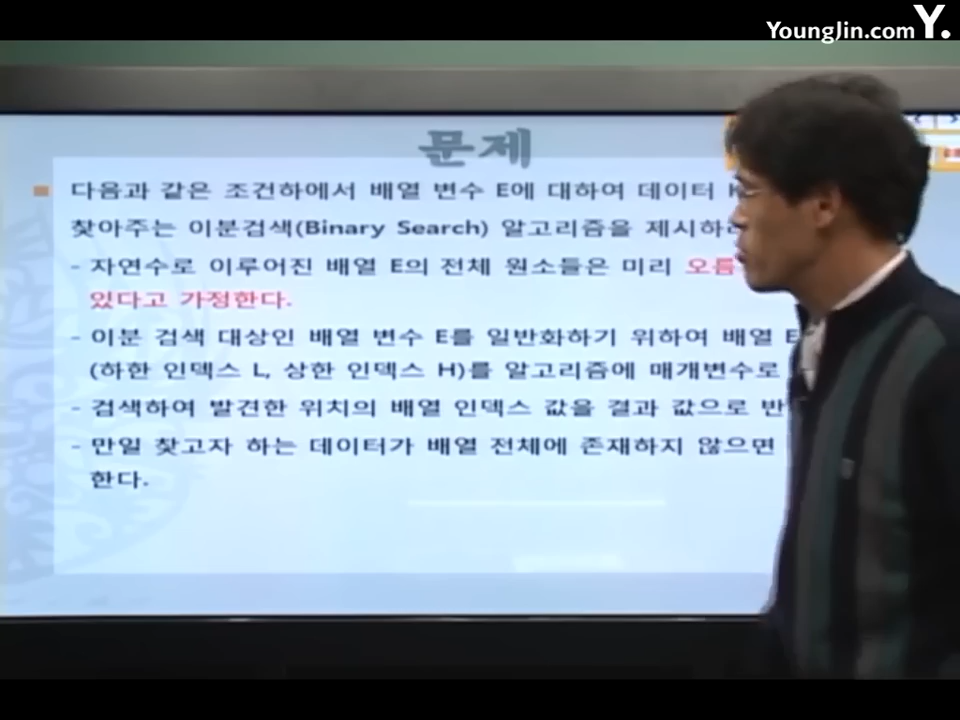 YoungJin.com Y.
문제
다음과 같은 조건하에서 배열 변수 E에 대하여 데이터
찾아주는 이분검색(Binary Search) 알고리즘을 제시하
- 자연수로 이루어진 배열 E의 전체 원소들은 미리 오름
있다고 가정한다.
- 이분 검색 대상인 배열 변수 E를 일반화하기 위하여 배열
(하한 인덱스 L, 상한 인덱스 H)를 알고리즘에 매개변수로
- 검색하여 발견한 위치의 배열 인덱스 값을 결과 값으로 반
- 만일 찾고자 하는 데이터가 배열 전체에 존재하지 않으면
한다.